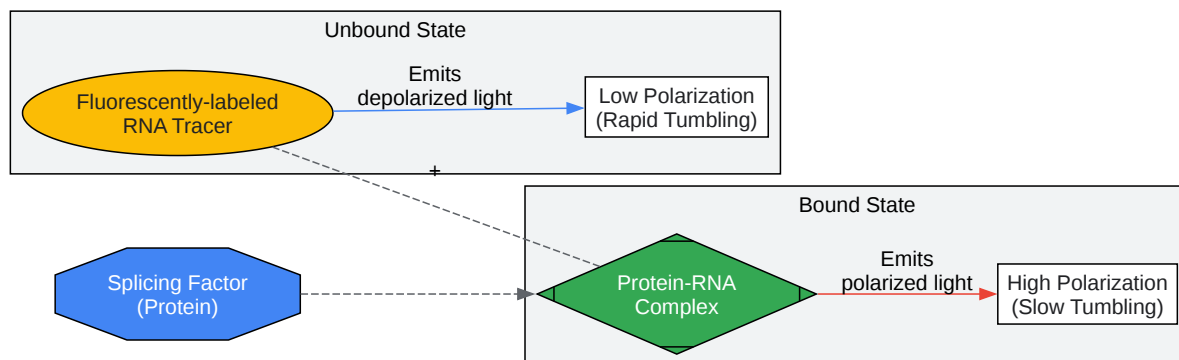 Unbound State
Fluorescently-labeled
RNA Tracer
Emits
depolarized light
Low Polarization
(Rapid Tumbling)
+
Splicing Factor
(Protein)
Bound State
Protein-RNA
Complex
Emits
polarized light
High Polarization
(Slow Tumbling)